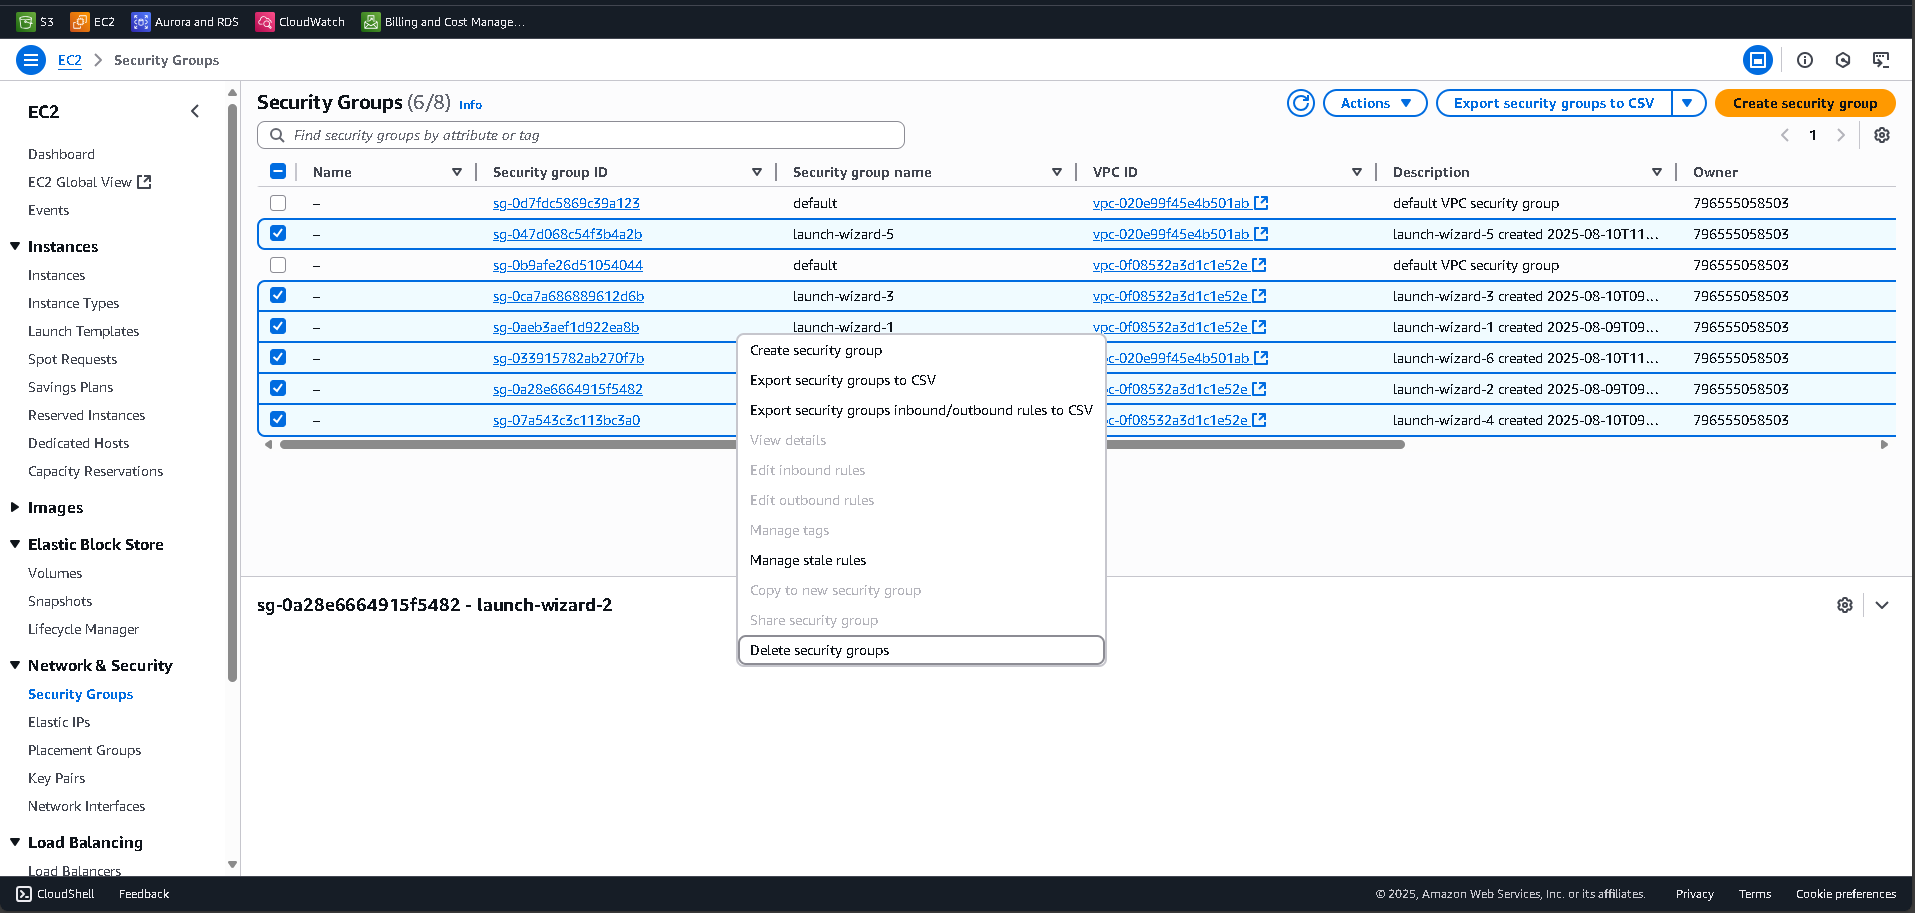 S3 EC2 Aurora and RDS CloudWatch Billing and Cost Manage...
EC2 > Security Groups
EC2
Dashboard
EC2 Global View
Events
Instances
Instances
Instance Types
Launch Templates
Spot Requests
Savings Plans
Reserved Instances
Dedicated Hosts
Capacity Reservations
Images
Elastic Block Store
Volumes
Snapshots
Lifecycle Manager
Network & Security
Security Groups
Elastic IPs
Placement Groups
Key Pairs
Network Interfaces
Load Balancing
Load Balancers
Security Groups (6/8) Info
Actions Export security groups to CSV Create security group
Find security groups by attribute or tag
1
Name Security group ID Security group name VPC ID Description Owner
– sg-0d7fdc5869c39a123 default vpc-020e99f45e4b501ab default VPC security group 796555058503
– sg-047d068c54f3b4a2b launch-wizard-5 vpc-020e99f45e4b501ab launch-wizard-5 created 2025-08-10T11... 796555058503
– sg-0b9afe26d51054044 default vpc-0f08532a3d1c1e52e default VPC security group 796555058503
– sg-0ca7a686889612d6b launch-wizard-3 vpc-0f08532a3d1c1e52e launch-wizard-3 created 2025-08-10T09... 796555058503
– sg-0aeb3aef1d922ea8b launch-wizard-1 vpc-0f08532a3d1c1e52e launch-wizard-1 created 2025-08-09T09... 796555058503
– sg-033915782ab270f7b c-020e99f45e4b501ab launch-wizard-6 created 2025-08-10T11... 796555058503
– sg-0a28e6664915f5482 c-0f08532a3d1c1e52e launch-wizard-2 created 2025-08-09T09... 796555058503
– sg-07a543c3c113bc3a0 c-0f08532a3d1c1e52e launch-wizard-4 created 2025-08-10T09... 796555058503
Create security group
Export security groups to CSV
Export security groups inbound/outbound rules to CSV
View details
Edit inbound rules
Edit outbound rules
Manage tags
Manage stale rules
Copy to new security group
Share security group
Delete security groups
sg-0a28e6664915f5482 - launch-wizard-2
CloudShell Feedback © 2025, Amazon Web Services, Inc. or its affiliates. Privacy Terms Cookie preferences